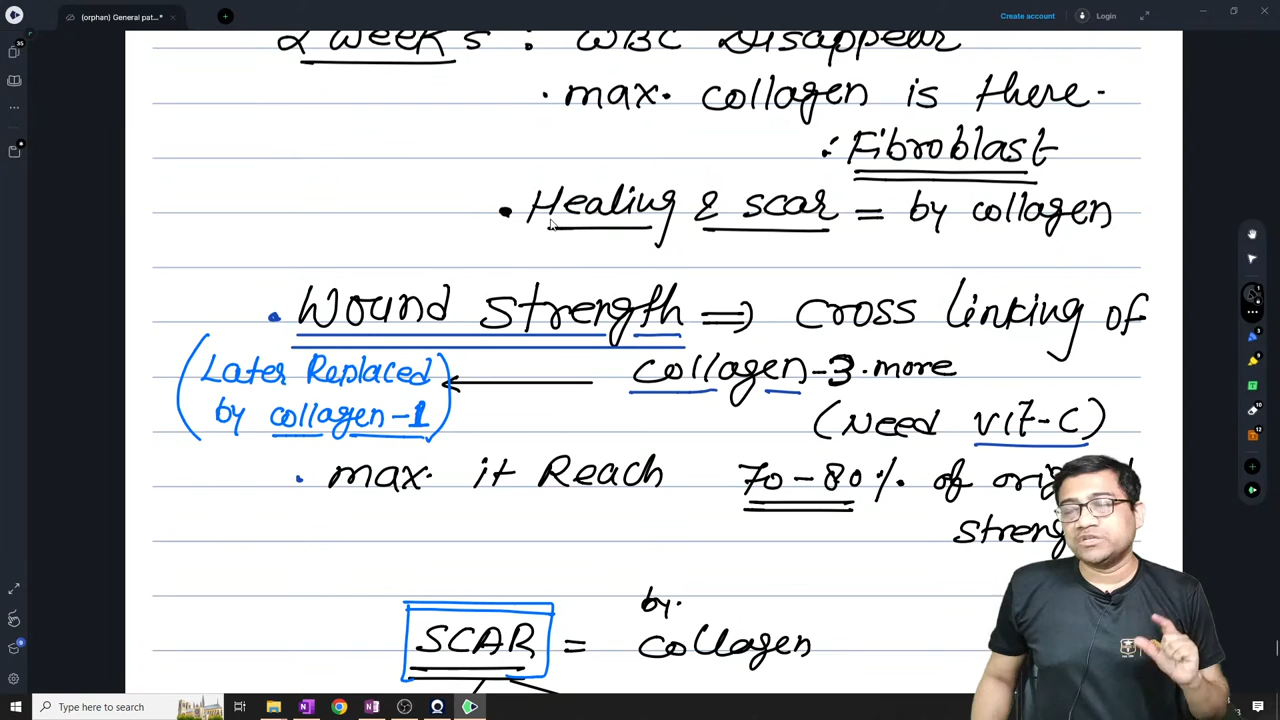 (orphan) General pat...*
Create account
Login
35
2 weeks : WBC Disappear
· max. collagen is there.
: Fibroblast
• Healing & scar = by collagen
• Wound strength ⇒ cross linking of
collagen-3. more
(Later Replaced
by collagen-1)
(Need VIT-C)
• max. it Reach 70-80% of ori
streng
SCAR = by. collagen
Type here to search